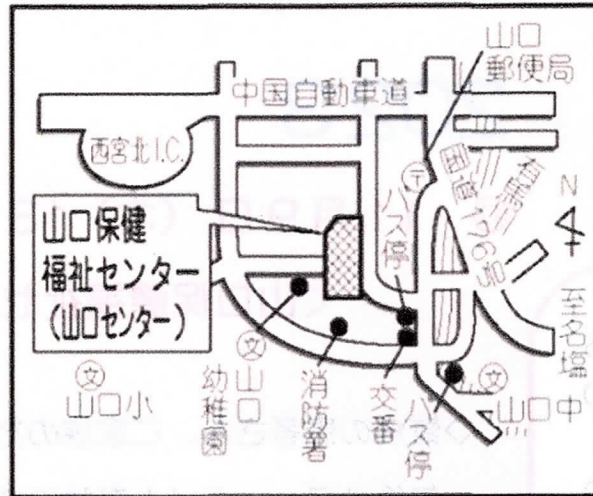 山口
郵便局
中国自動車道
西宮北I.C.
〒
国道176号
バス停
N
山口保健
福祉センター
(山口センター)
至名塩
文
山口小
文
山口
幼稚園
消防署
交番
バス停
文
山口中